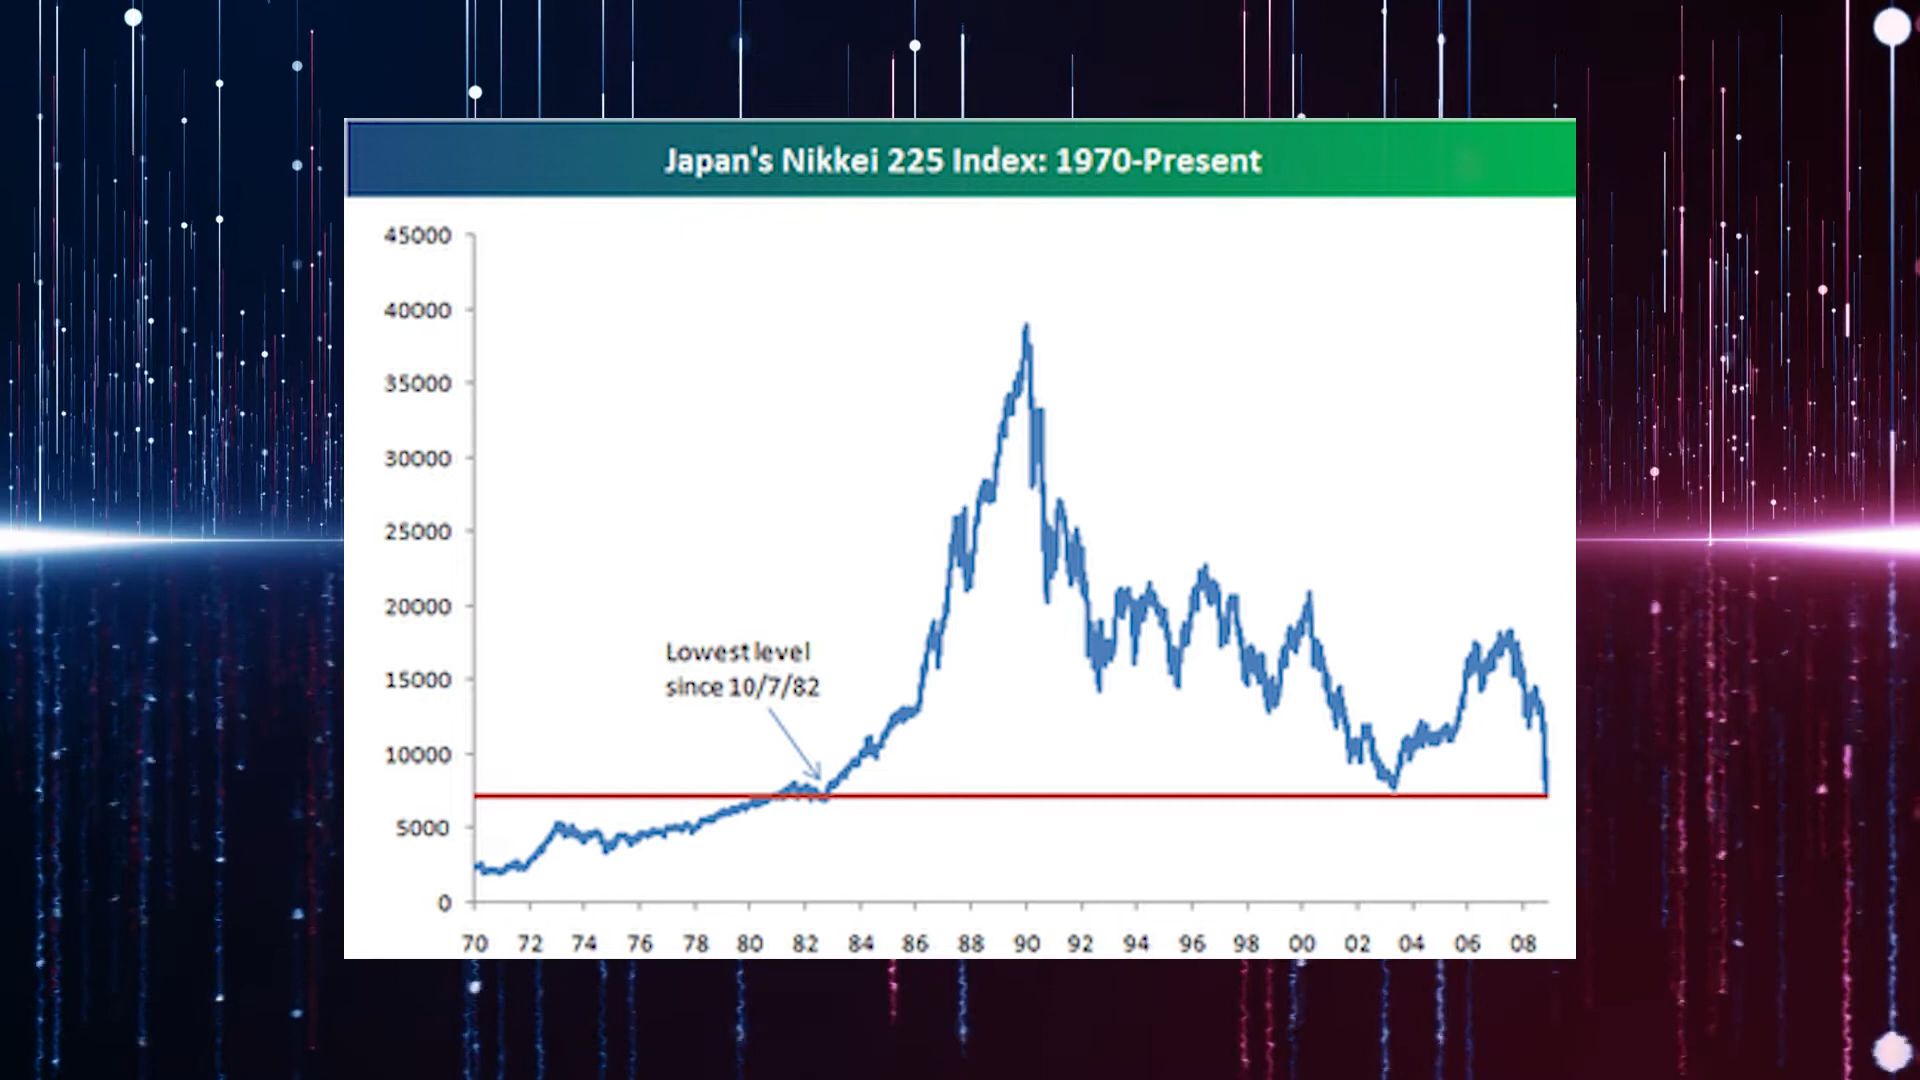 Japan's Nikkei 225 Index: 1970-Present
45000
40000
35000
30000
25000
20000
15000
10000
5000
0
Lowest level
since 10/7/82
70 72 74 76 78 80 82 84 86 88 90 92 94 96 98 00 02 04 06 08